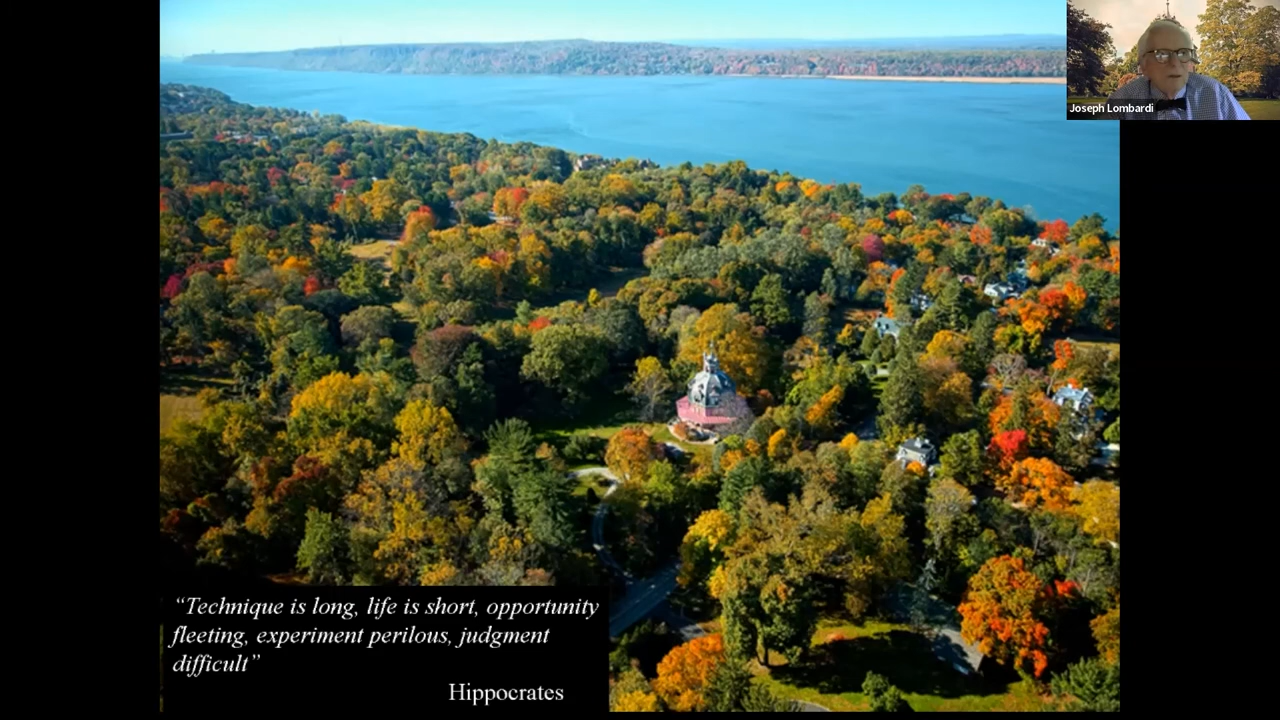 Joseph Lombardi
“Technique is long, life is short, opportunity
fleeting, experiment perilous, judgment
difficult”
Hippocrates